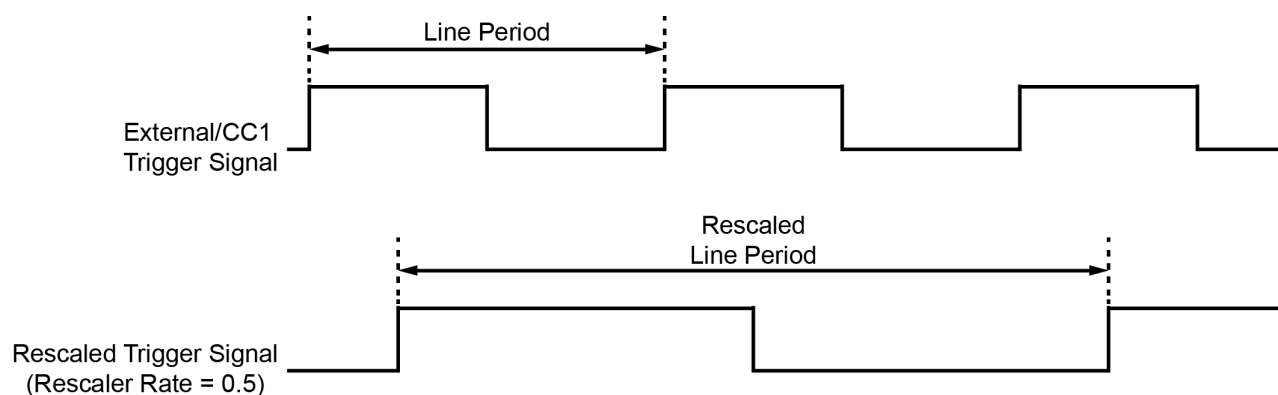 Line Period
External/CC1
Trigger Signal
Rescaled
Line Period
Rescaled Trigger Signal
(Rescaler Rate = 0.5)